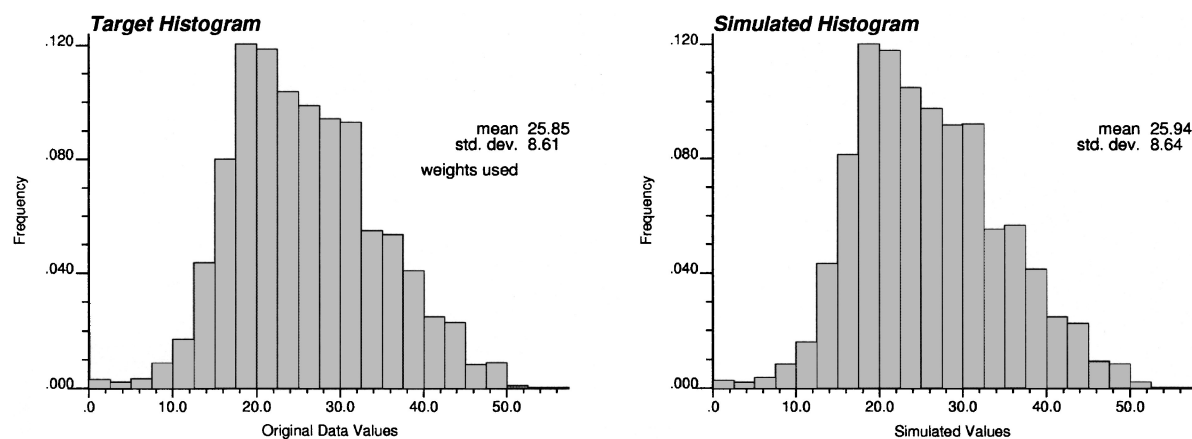 Target Histogram
.120
.080
.040
.000
Frequency
mean 25.85
std. dev. 8.61
weights used
.0 10.0 20.0 30.0 40.0 50.0
Original Data Values
Simulated Histogram
.120
.080
.040
.000
Frequency
mean 25.94
std. dev. 8.64
.0 10.0 20.0 30.0 40.0 50.0
Simulated Values